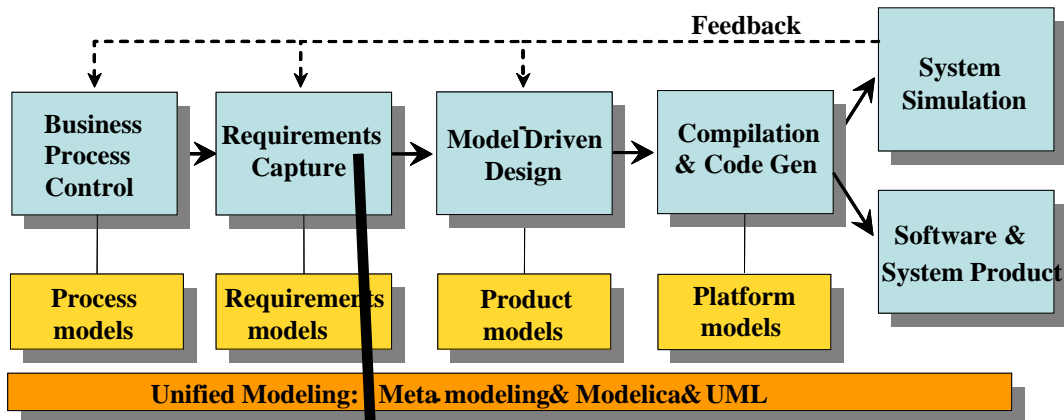 Feedback
System
Simulation
Business
Process
Control
Requirements
Capture
Model-Driven
Design
Compilation
& Code Gen
Software &
System Product
Process
models
Requirements
models
Product
models
Platform
models
Unified Modeling: Meta-modeling& Modelica& UML